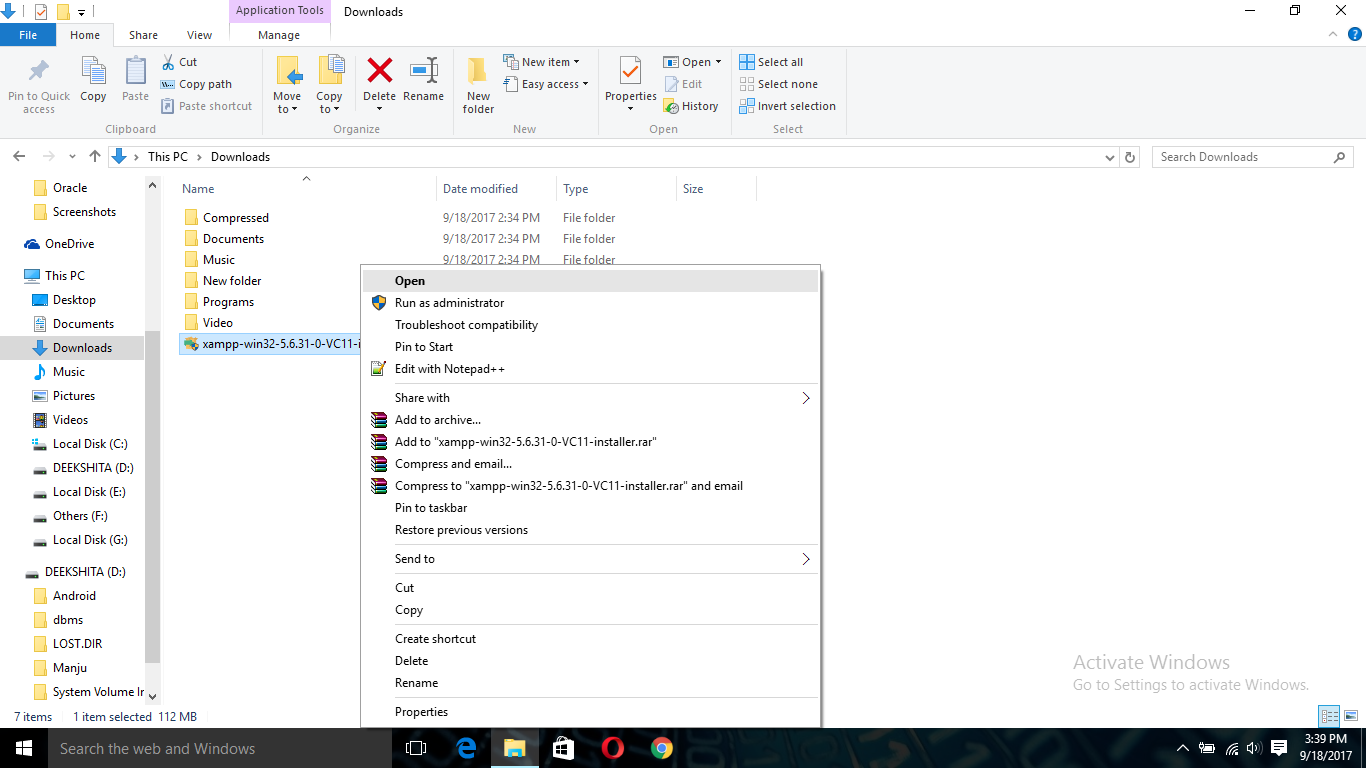 Application Tools
Downloads
File
Home
Share
View
Manage
Pin to Quick access
Copy
Paste
Cut
Copy path
Paste shortcut
Clipboard
Move to
Copy to
Delete
Rename
Organize
New folder
New item
Easy access
New
Properties
Open
Edit
History
Open
Select all
Select none
Invert selection
Select
This PC
Downloads
Search Downloads
Name
Date modified
Type
Size
Oracle
Screenshots
OneDrive
This PC
Desktop
Documents
Downloads
Music
Pictures
Videos
Local Disk (C:)
DEEKSHITA (D:)
Local Disk (E:)
Others (F:)
Local Disk (G:)
DEEKSHITA (D:)
Android
dbms
LOST.DIR
Manju
System Volume Ir
Compressed 9/18/2017 2:34 PM File folder
Documents 9/18/2017 2:34 PM File folder
Music 9/18/2017 2:34 PM File folder
New folder
Programs
Video
xampp-win32-5.6.31-0-VC11-i
Open
Run as administrator
Troubleshoot compatibility
Pin to Start
Edit with Notepad++
Share with
Add to archive...
Add to "xampp-win32-5.6.31-0-VC11-installer.rar"
Compress and email...
Compress to "xampp-win32-5.6.31-0-VC11-installer.rar" and email
Pin to taskbar
Restore previous versions
Send to
Cut
Copy
Create shortcut
Delete
Rename
Properties
Activate Windows
Go to Settings to activate Windows.
7 items 1 item selected 112 MB
Search the web and Windows
3:39 PM
9/18/2017